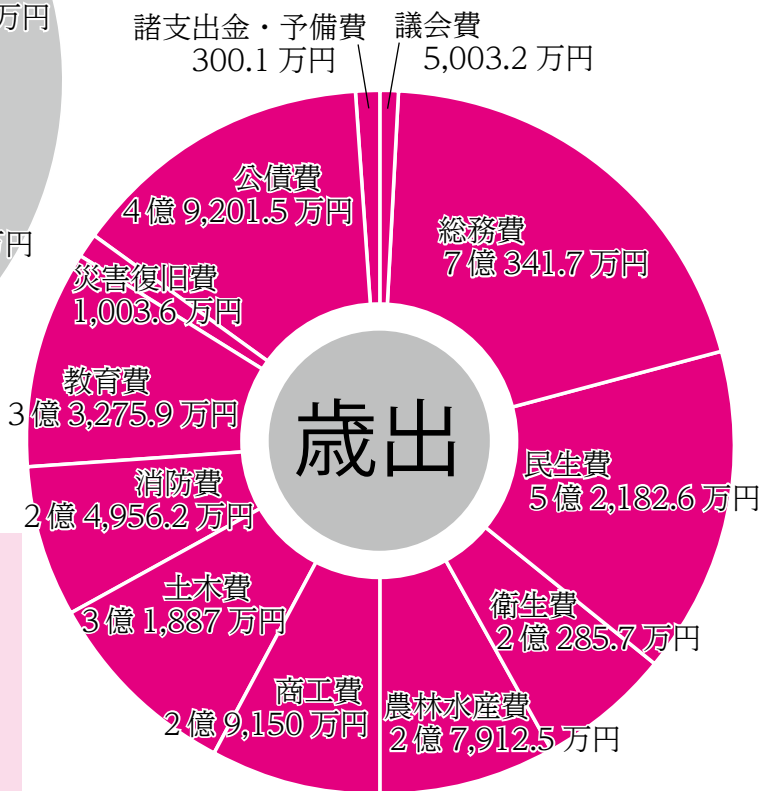 万円
万円
諸支出金・予備費
300.1 万円
議会費
5,003.2 万円
総務費
7億 341.7 万円
民生費
5億 2,182.6 万円
衛生費
2億 285.7 万円
農林水産費
2億 7,912.5 万円
商工費
2億 9,150 万円
土木費
3億 1,887 万円
消防費
2億 4,956.2 万円
教育費
3億 3,275.9 万円
災害復旧費
1,003.6 万円
公債費
4億 9,201.5 万円
歳出